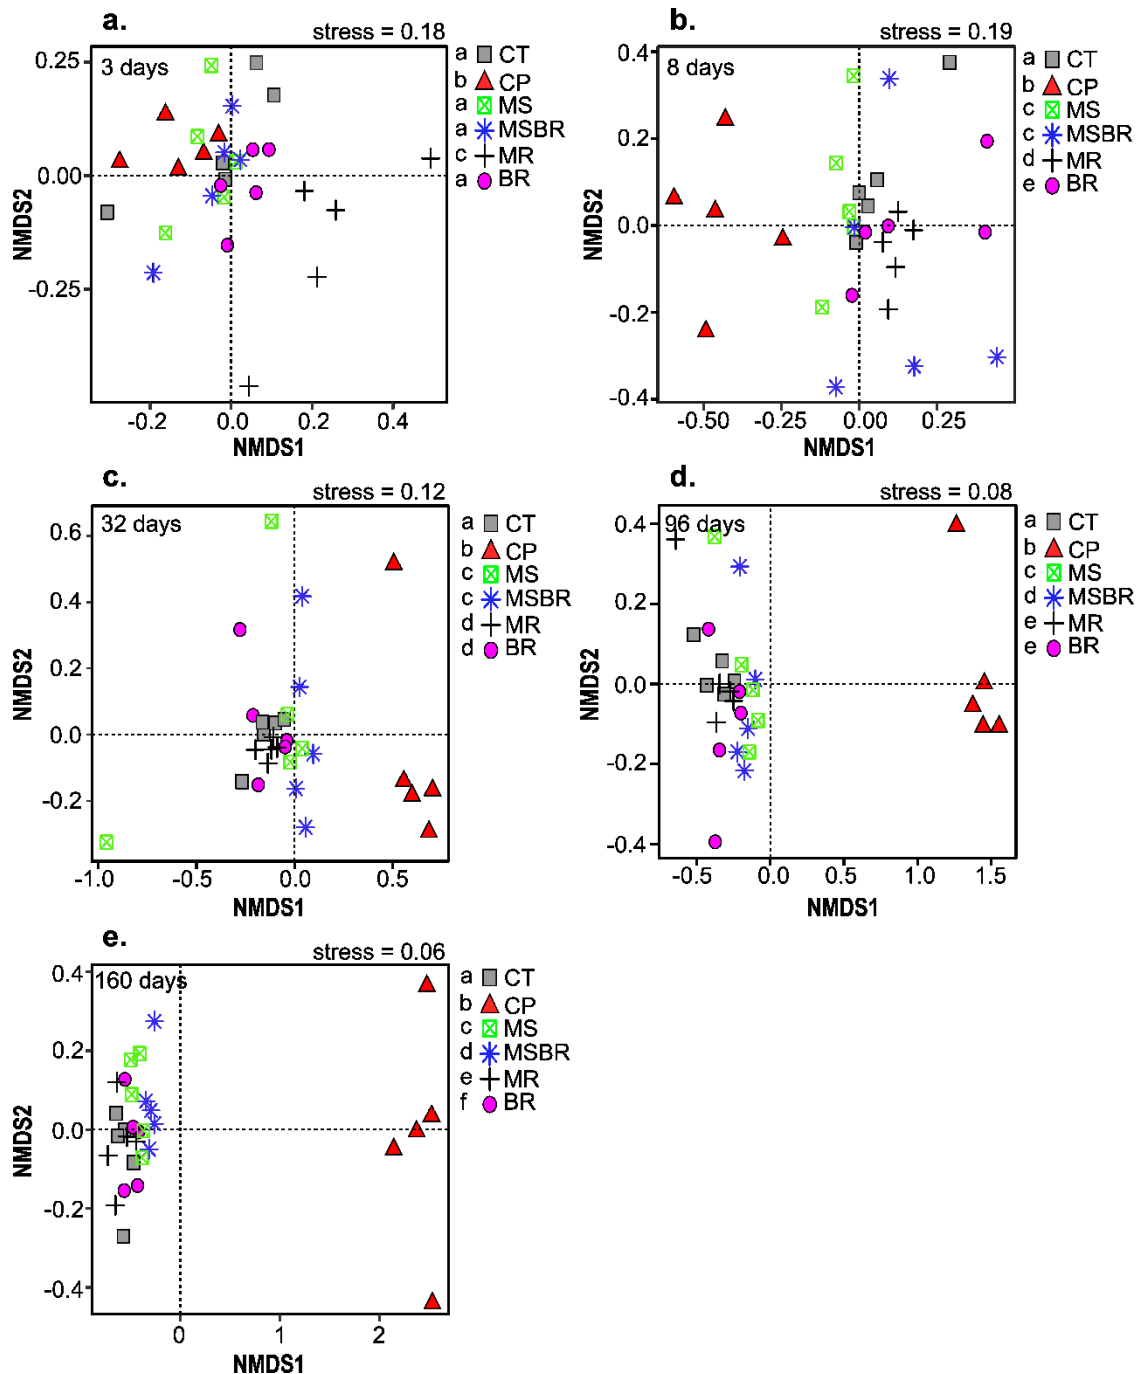 a.
stress = 0.18
3 days
a CT
b CP
a MS
a MSBR
c MR
a BR
NMDS2
0.25
0.00
-0.25
-0.2 0.0 0.2 0.4
NMDS1
b.
stress = 0.19
8 days
a CT
b CP
c MS
c MSBR
d MR
e BR
NMDS2
0.4
0.2
0.0
-0.2
-0.4
-0.50 -0.25 0.00 0.25
NMDS1
c.
stress = 0.12
32 days
a CT
b CP
c MS
c MSBR
d MR
d BR
NMDS2
0.6
0.4
0.2
0.0
-0.2
-1.0 -0.5 0.0 0.5
NMDS1
d.
stress = 0.08
96 days
a CT
b CP
c MS
d MSBR
e MR
e BR
NMDS2
0.4
0.2
0.0
-0.2
-0.4
-0.5 0.0 0.5 1.0 1.5
NMDS1
e.
stress = 0.06
160 days
a CT
b CP
c MS
d MSBR
e MR
f BR
NMDS2
0.4
0.2
0.0
-0.2
-0.4
0 1 2
NMDS1